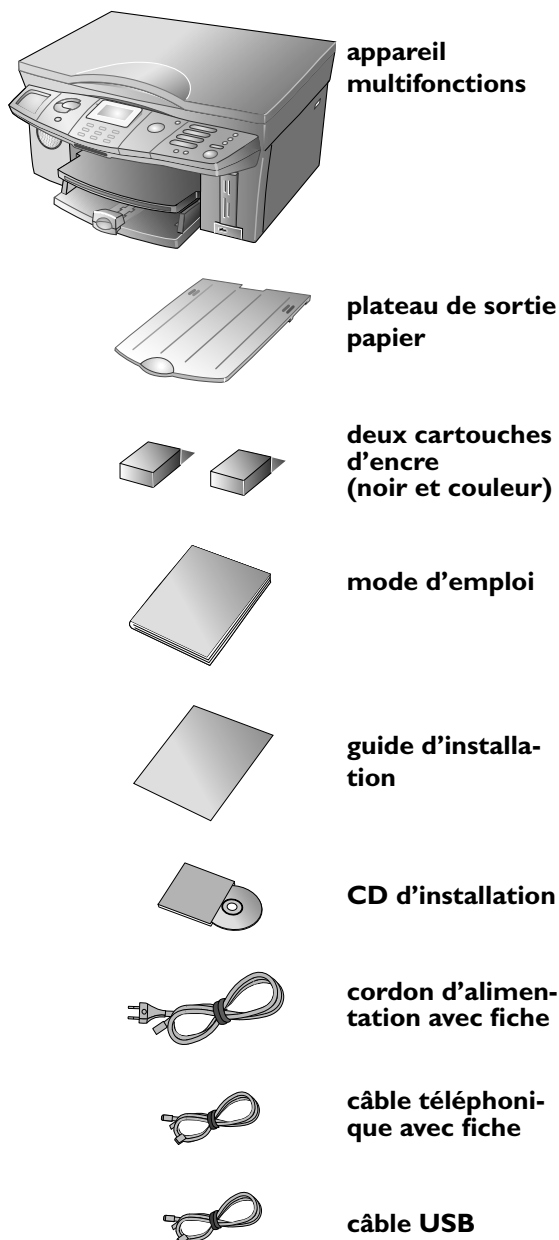 appareil
multifonctions
plateau de sortie
papier
deux cartouches
d’encre
(noir et couleur)
mode d’emploi
guide d’installa-
tion
CD d’installation
cordon d’alimen-
tation avec fiche
câble téléphoni-
que avec fiche
câble USB